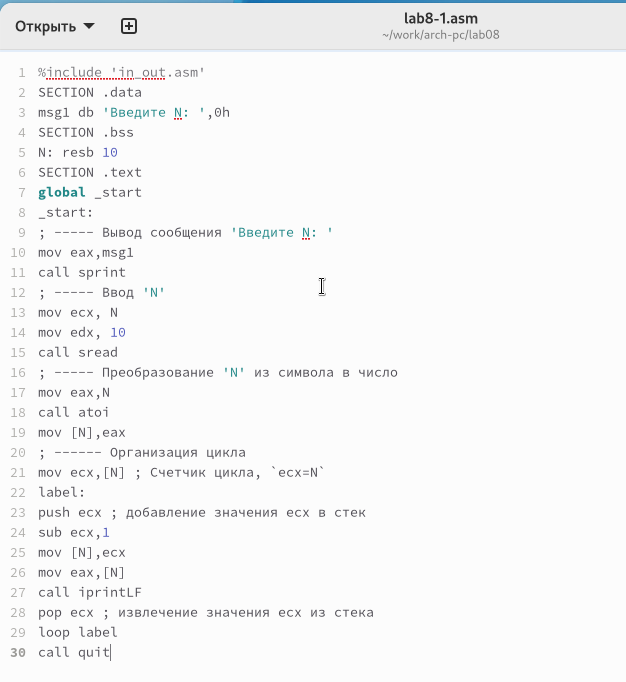 Открыть
lab8-1.asm
~/work/arch-pc/lab08
1 %include 'in_out.asm'
2 SECTION .data
3 msg1 db 'Введите N: ',0h
4 SECTION .bss
5 N: resb 10
6 SECTION .text
7 global _start
8 _start:
9 ; ----- Вывод сообщения 'Введите N: '
10 mov eax,msg1
11 call sprint
12 ; ----- Ввод 'N'
13 mov ecx, N
14 mov edx, 10
15 call sread
16 ; ----- Преобразование 'N' из символа в число
17 mov eax,N
18 call atoi
19 mov [N],eax
20 ; ------ Организация цикла
21 mov ecx,[N] ; Счетчик цикла, `ecx=N`
22 label:
23 push ecx ; добавление значения ecx в стек
24 sub ecx,1
25 mov [N],ecx
26 mov eax,[N]
27 call iprintLF
28 pop ecx ; извлечение значения ecx из стека
29 loop label
30 call quit